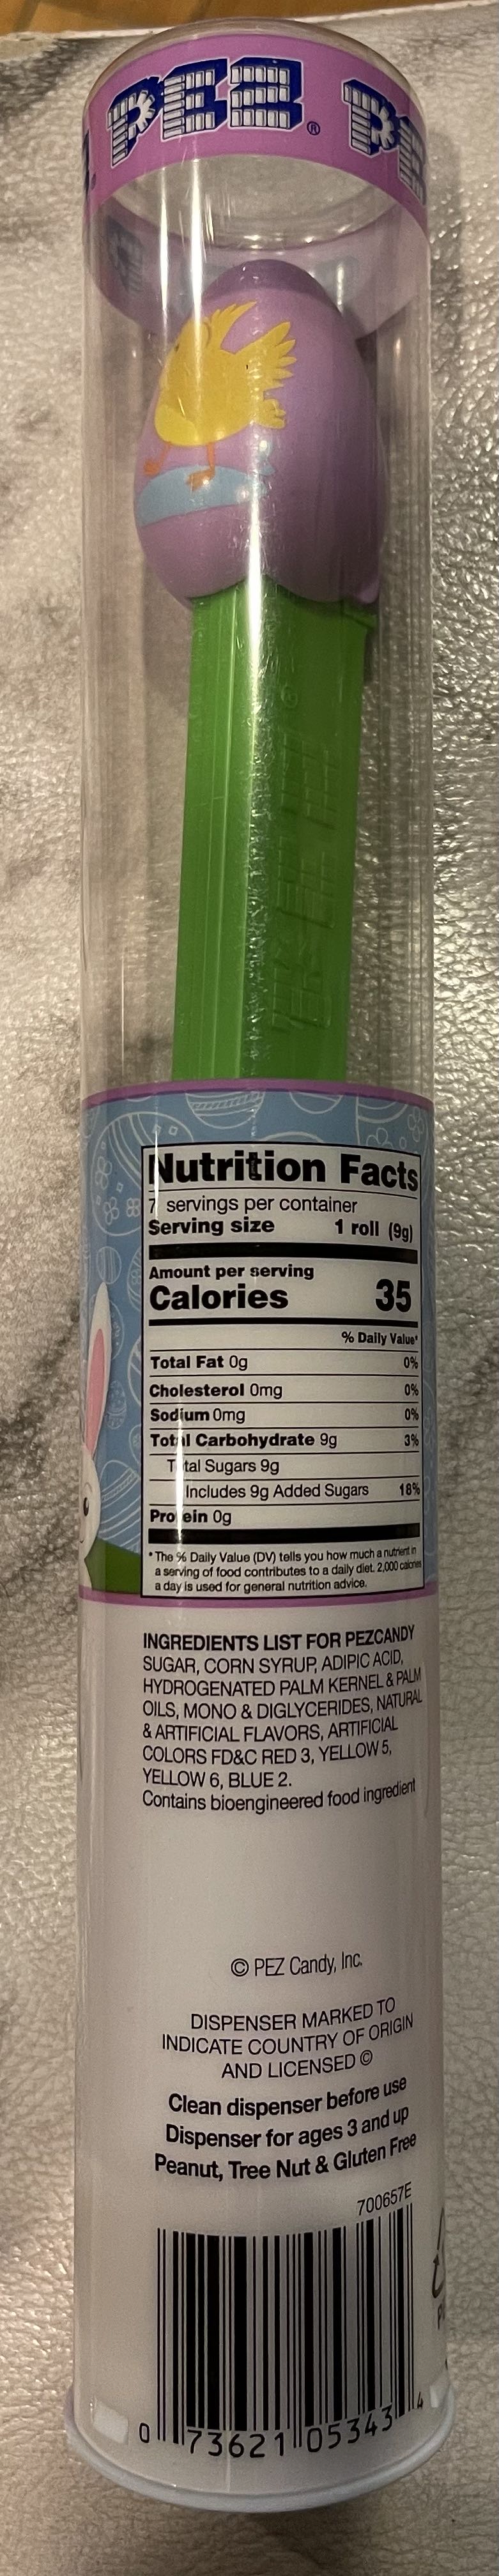 PEZ® PE
Nutrition Facts
7 servings per container
Serving size 1 roll (9g)
Amount per serving
Calories 35
% Daily Value*
Total Fat 0g 0%
Cholesterol 0mg 0%
Sodium 0mg 0%
Total Carbohydrate 9g 3%
Total Sugars 9g
Includes 9g Added Sugars 18%
Protein 0g
* The % Daily Value (DV) tells you how much a nutrient in
a serving of food contributes to a daily diet. 2,000 calories
a day is used for general nutrition advice.
INGREDIENTS LIST FOR PEZCANDY
SUGAR, CORN SYRUP, ADIPIC ACID,
HYDROGENATED PALM KERNEL & PALM
OILS, MONO & DIGLYCERIDES, NATURAL
& ARTIFICIAL FLAVORS, ARTIFICIAL
COLORS FD&C RED 3, YELLOW 5,
YELLOW 6, BLUE 2.
Contains bioengineered food ingredient
© PEZ Candy, Inc.
DISPENSER MARKED TO
INDICATE COUNTRY OF ORIGIN
AND LICENSED ©
Clean dispenser before use
Dispenser for ages 3 and up
Peanut, Tree Nut & Gluten Free
700657E
0 73621 05343 4